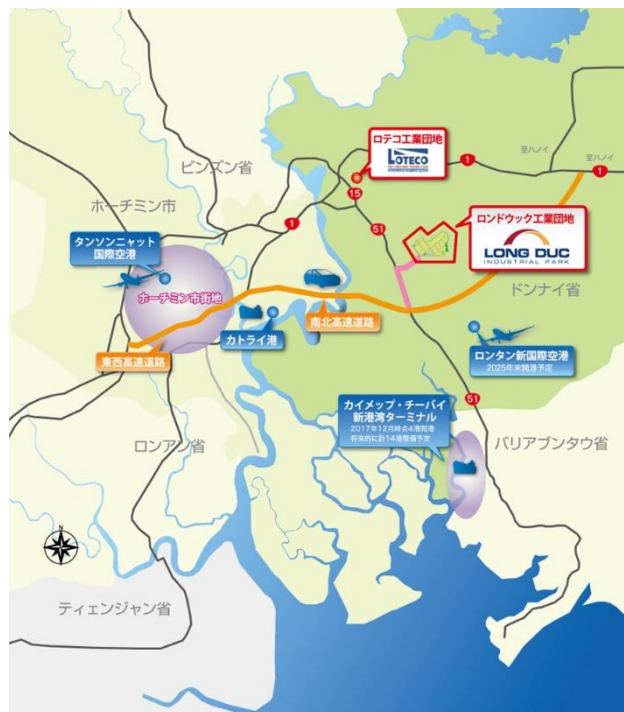 ロテコ工業団地
LOTECO
1
至ハノイ
至ハノイ
1
ビンズン省
15
ホーチミン市
1
51
ロンドウック工業団地
LONG DUC
INDUSTRIAL PARK
タンソンニャット
国際空港
ドンナイ省
ホーチミン市街地
南北高速道路
カトライ港
ロンタン新国際空港
2025年末開港予定
東西高速道路
カイメップ・チーバイ
新港湾ターミナル
2017年12月時点4港開港
将来的に計14港整備予定
51
ロンアン省
バリアブンタウ省
N
ティェンジャン省